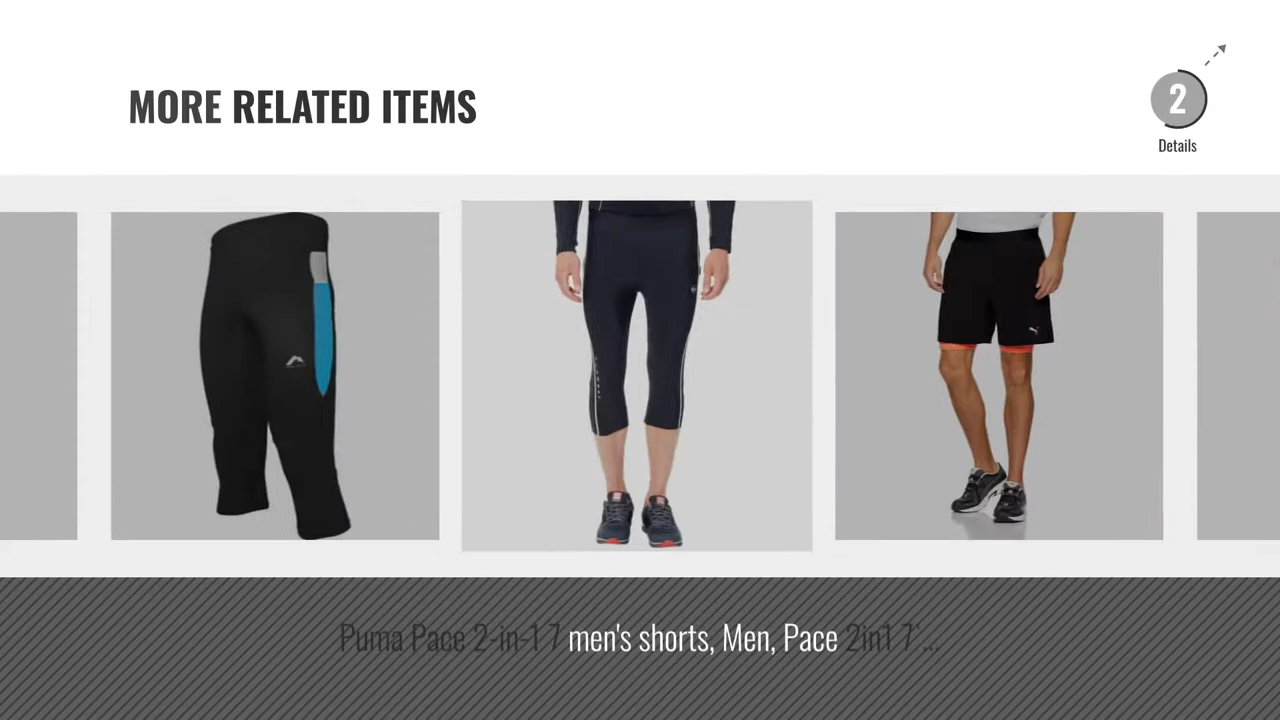 MORE RELATED ITEMS
2
Details
Puma Pace 2-in-1 7 men's shorts, Men, Pace 2in1 7"...